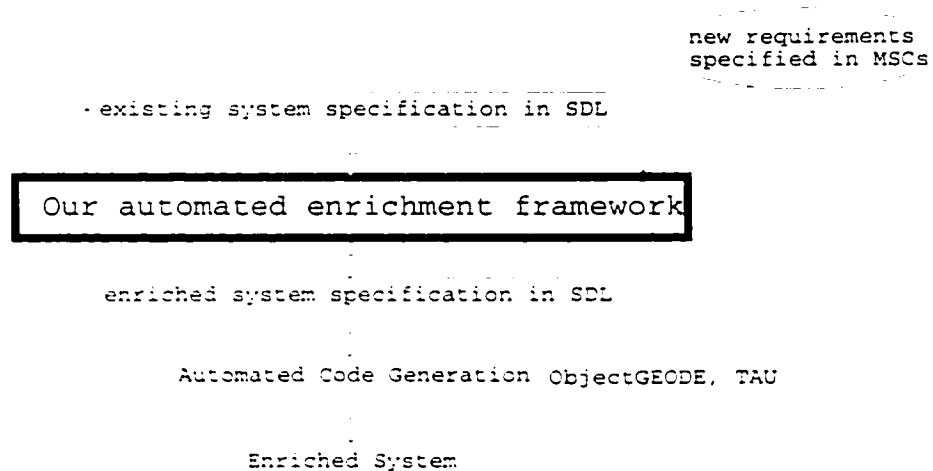 new requirements
specified in MSCs
existing system specification in SDL
Our automated enrichment framework
enriched system specification in SDL
Automated Code Generation ObjectGEODE, TAU
Enriched System